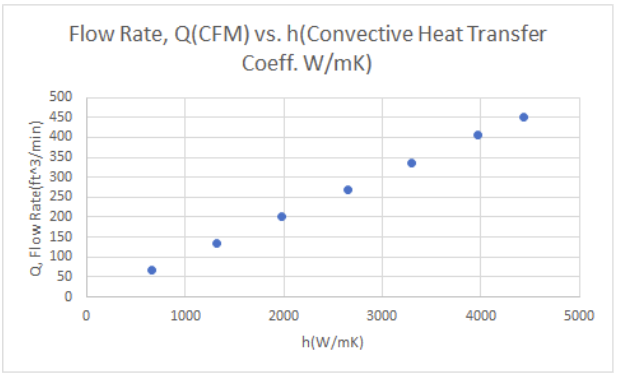 Flow Rate, Q(CFM) vs. h(Convective Heat Transfer
Coeff. W/mK)
Q, Flow Rate(ft^3/min)
500
450
400
350
300
250
200
150
100
50
0
0 1000 2000 3000 4000 5000
h(W/mK)